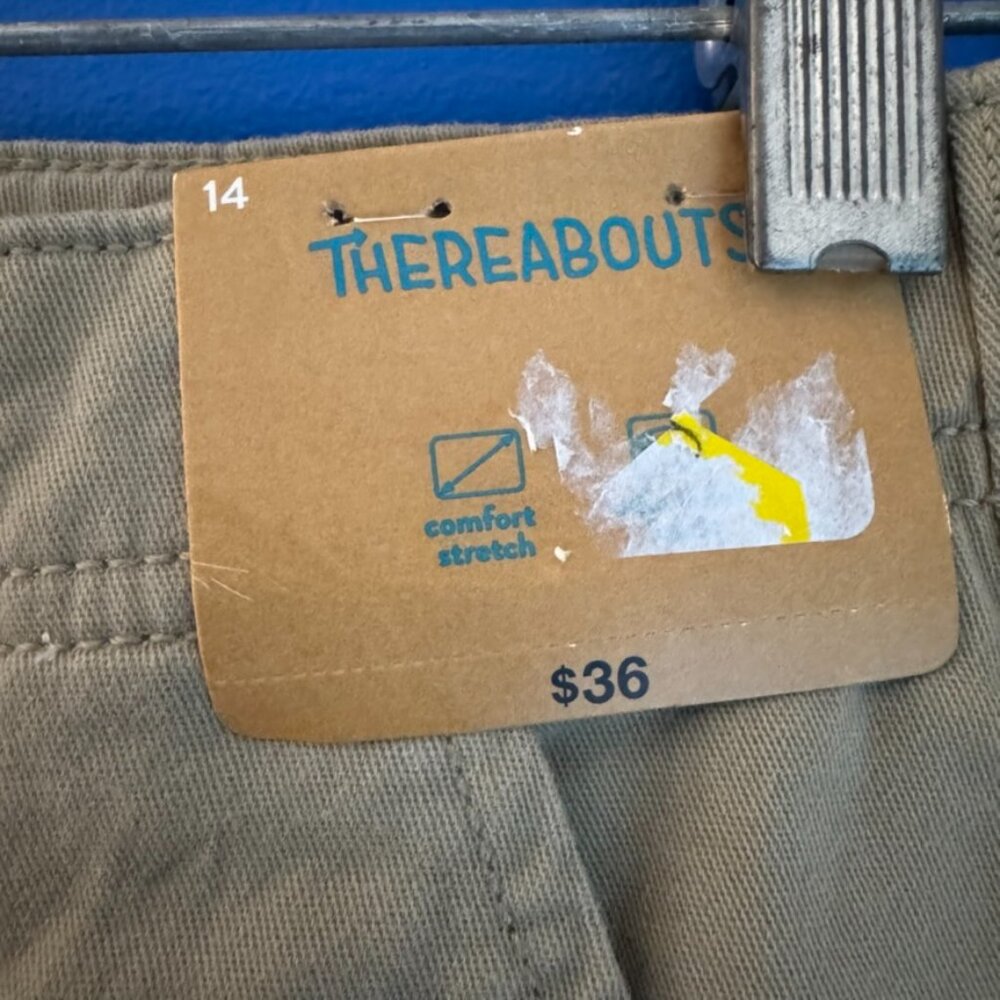 14
THEREABOUTS
comfort
stretch
$36